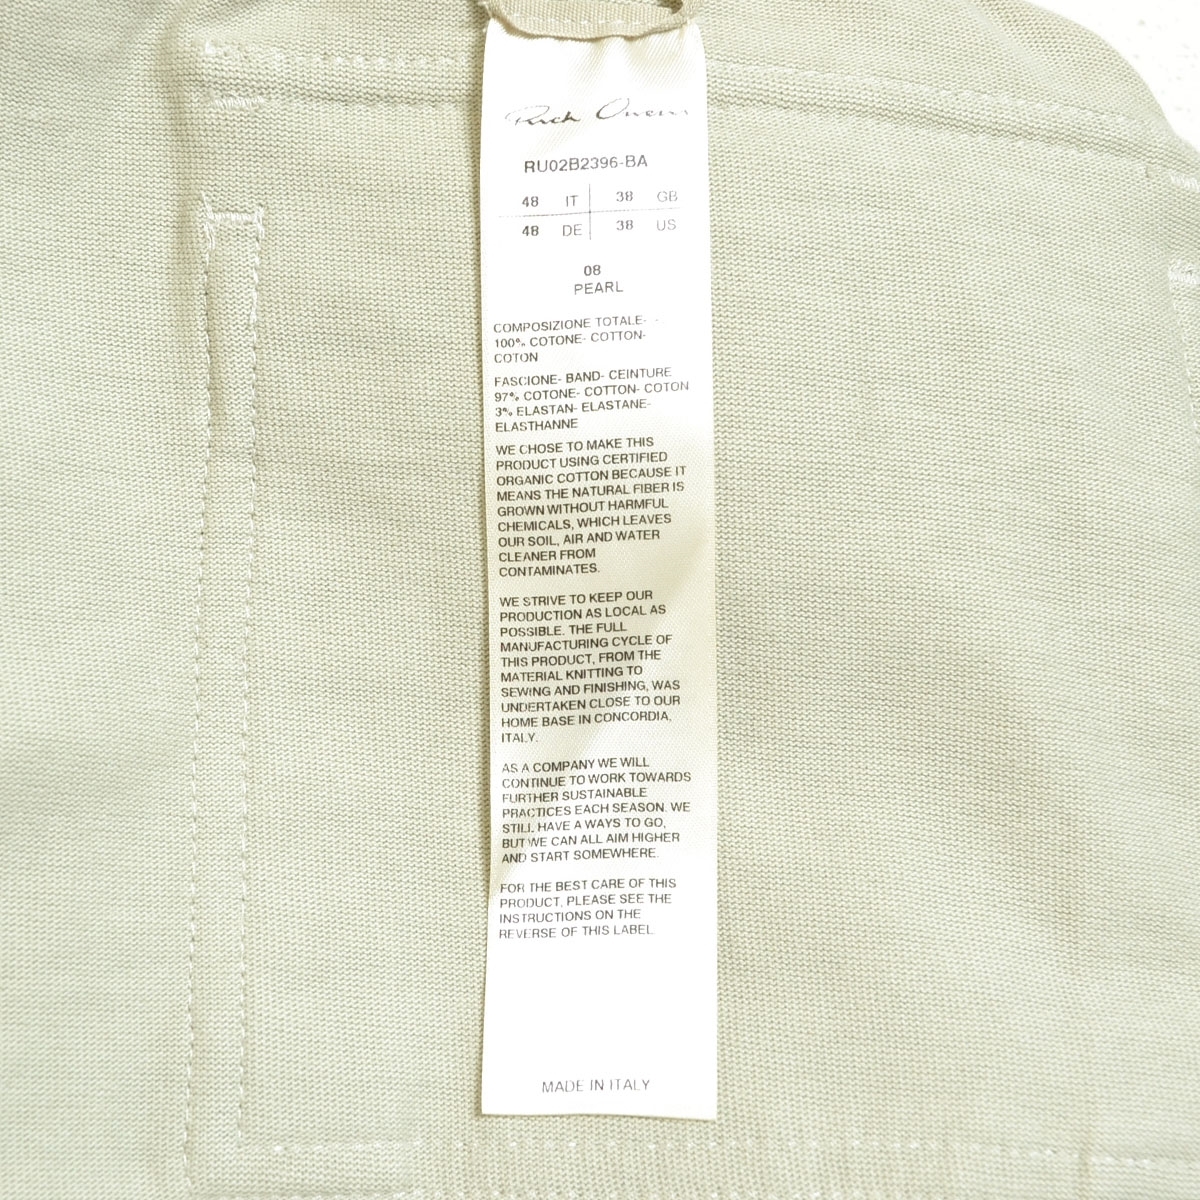 Rick Owens
RU02B2396-BA
48 IT 38 GB
48 DE 38 US
08
PEARL
COMPOSIZIONE TOTALE- -
100% COTONE- COTTON-
COTON
FASCIONE- BAND- CEINTURE
97% COTONE- COTTON- COTON
3% ELASTAN- ELASTANE-
ELASTHANNE
WE CHOSE TO MAKE THIS
PRODUCT USING CERTIFIED
ORGANIC COTTON BECAUSE IT
MEANS THE NATURAL FIBER IS
GROWN WITHOUT HARMFUL
CHEMICALS, WHICH LEAVES
OUR SOIL, AIR AND WATER
CLEANER FROM
CONTAMINATES.
WE STRIVE TO KEEP OUR
PRODUCTION AS LOCAL AS
POSSIBLE. THE FULL
MANUFACTURING CYCLE OF
THIS PRODUCT, FROM THE
MATERIAL KNITTING TO
SEWING AND FINISHING, WAS
UNDERTAKEN CLOSE TO OUR
HOME BASE IN CONCORDIA,
ITALY.
AS A COMPANY WE WILL
CONTINUE TO WORK TOWARDS
FURTHER SUSTAINABLE
PRACTICES EACH SEASON. WE
STILL HAVE A WAYS TO GO,
BUT WE CAN ALL AIM HIGHER
AND START SOMEWHERE.
FOR THE BEST CARE OF THIS
PRODUCT, PLEASE SEE THE
INSTRUCTIONS ON THE
REVERSE OF THIS LABEL.
MADE IN ITALY